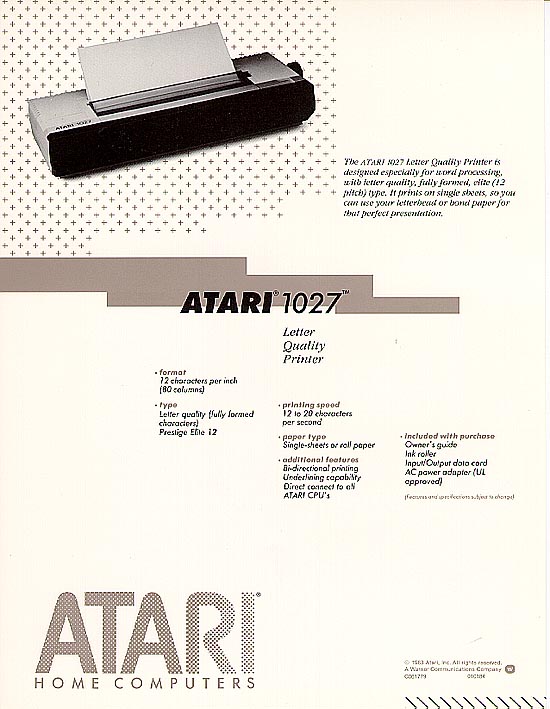 ATARI 1027
The ATARI 1027 Letter Quality Printer is
designed especially for word processing,
with letter quality, fully formed, elite (12
pitch) type. It prints on single sheets, so you
can use your letterhead or bond paper for
that perfect presentation.
ATARI® 1027™
Letter
Quality
Printer
• format
12 characters per inch
(80 columns)
• type
Letter quality (fully formed
characters)
Prestige Elite 12
• printing speed
12 to 20 characters
per second
• paper type
Single-sheets or roll paper
• additional features
Bi-directional printing
Underlining capability
Direct connect to all
ATARI CPU's
• included with purchase
Owner's guide
Ink roller
Input/Output data cord
AC power adapter (UL
approved)
(Features and specifications subject to change)
ATARI®
HOME COMPUTERS
© 1983 Atari, Inc. All rights reserved.
A Warner Communications Company